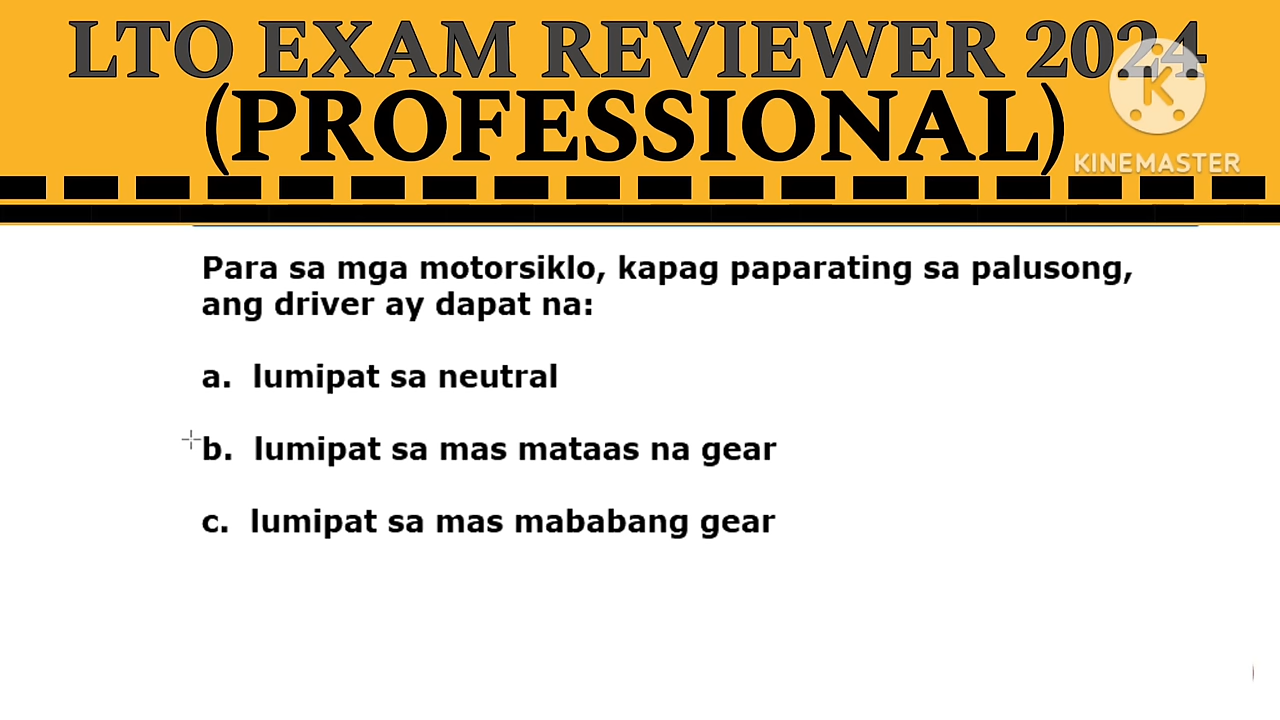 LTO EXAM REVIEWER 2024
(PROFESSIONAL)
K
KINEMASTER
Para sa mga motorsiklo, kapag paparating sa palusong,
ang driver ay dapat na:
a. lumipat sa neutral
b. lumipat sa mas mataas na gear
c. lumipat sa mas mababang gear